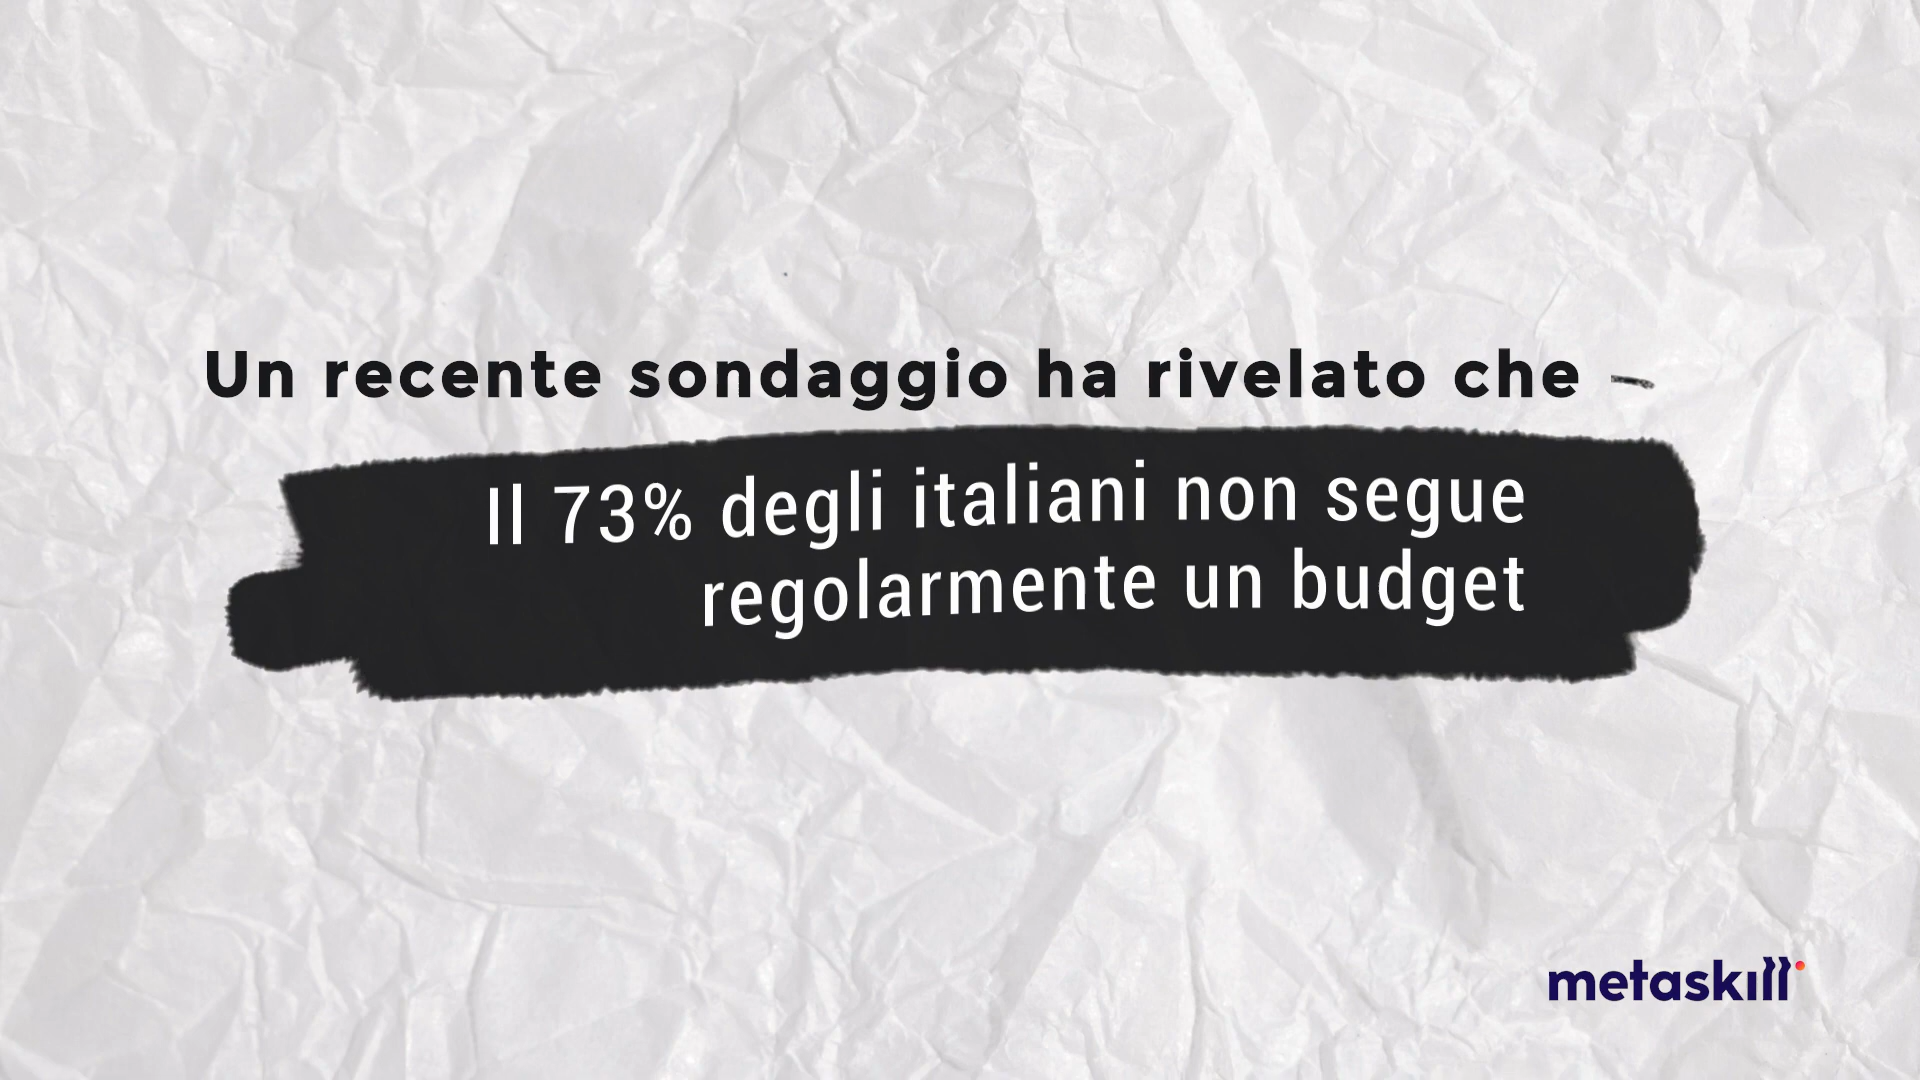 Un recente sondaggio ha rivelato che -
Il 73% degli italiani non segue
regolarmente un budget
metaskill